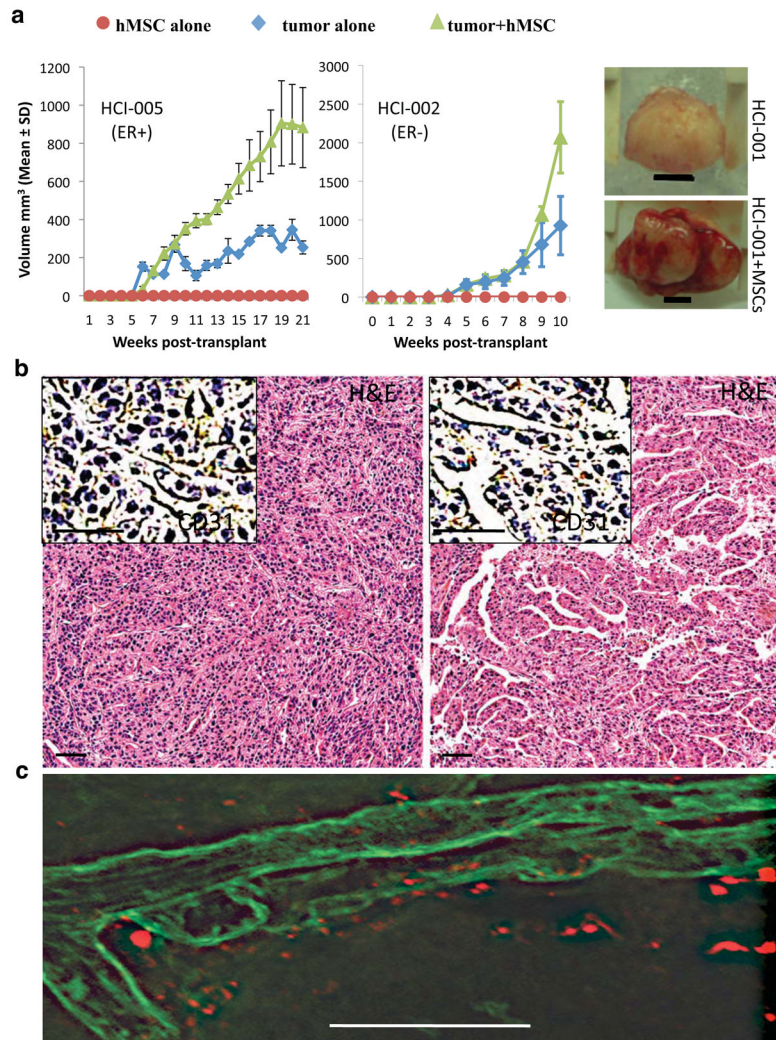 a
hMSC alone
tumor alone
tumor+hMSC
Volume mm³ (Mean ± SD)
1200
1000
800
600
400
200
0
HCI-005
(ER+)
1 3 5 7 9 11 13 15 17 19 21
Weeks post-transplant
3000
2500
2000
1500
1000
500
0
HCI-002
(ER-)
0 1 2 3 4 5 6 7 8 9 10
Weeks post-transplant
HCI-001
HCI-001+MSCs
b
H&E
CD31
H&E
CD31
c